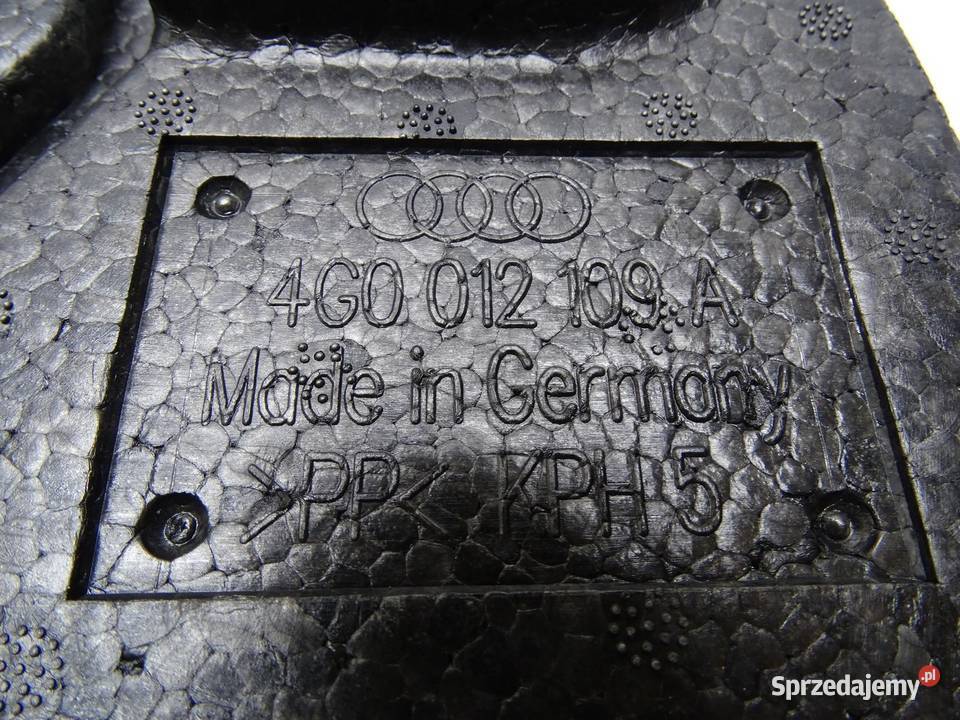 4G0 012 109 A
Made in Germany
>PP< KPH 5
Sprzedajemy.pl